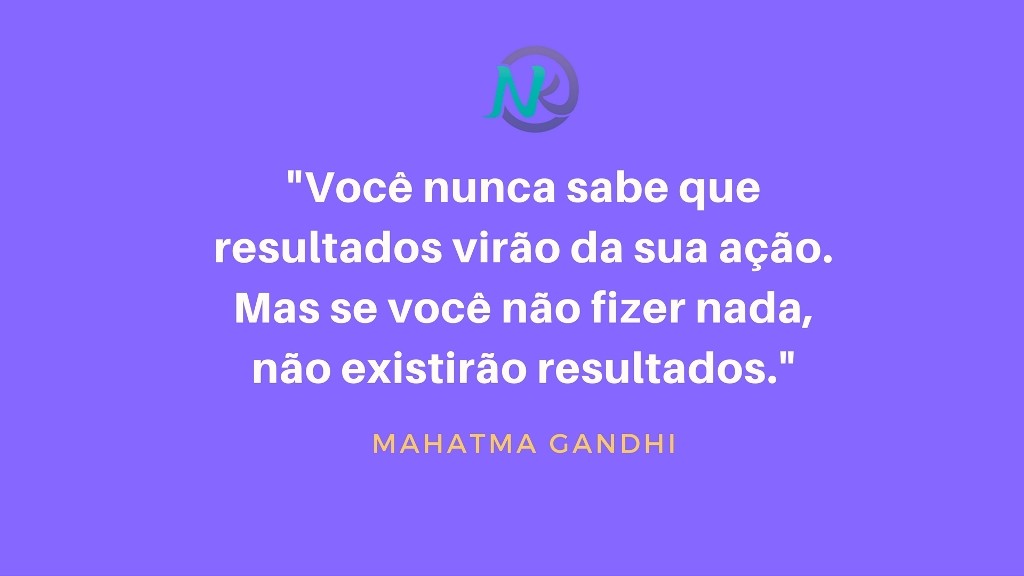 NR
"Você nunca sabe que
resultados virão da sua ação.
Mas se você não fizer nada,
não existirão resultados."
MAHATMA GANDHI